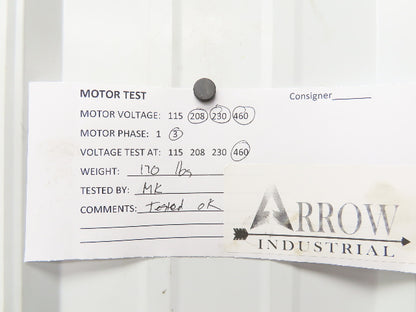 MOTOR TEST
Consigner
MOTOR VOLTAGE: 115 208 230 460
MOTOR PHASE: 1 3
VOLTAGE TEST AT: 115 208 230 460
WEIGHT: 170 lbs
TESTED BY: MK
COMMENTS: Tested OK
ARROW
INDUSTRIAL